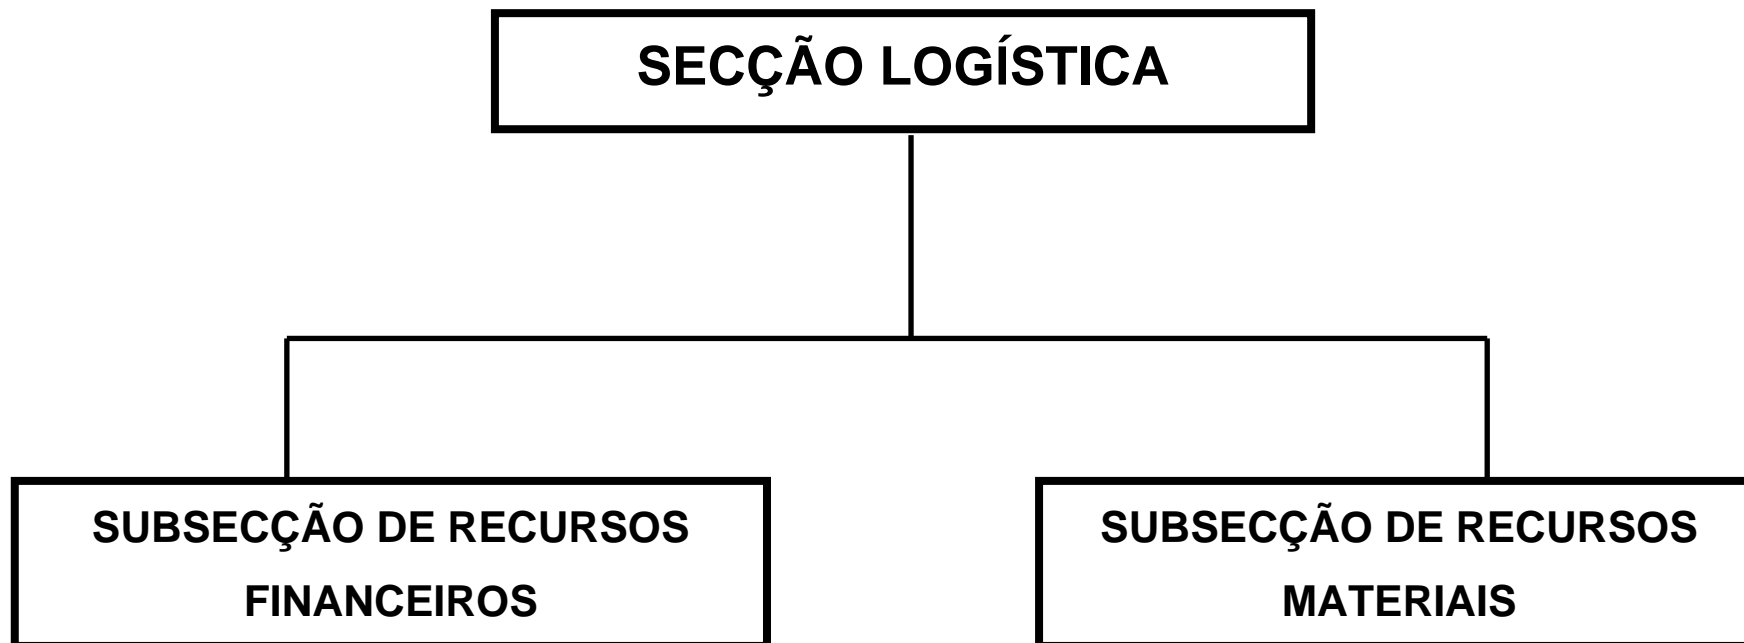 SECÇÃO LOGÍSTICA
SUBSECÇÃO DE RECURSOS
FINANCEIROS
SUBSECÇÃO DE RECURSOS
MATERIAIS